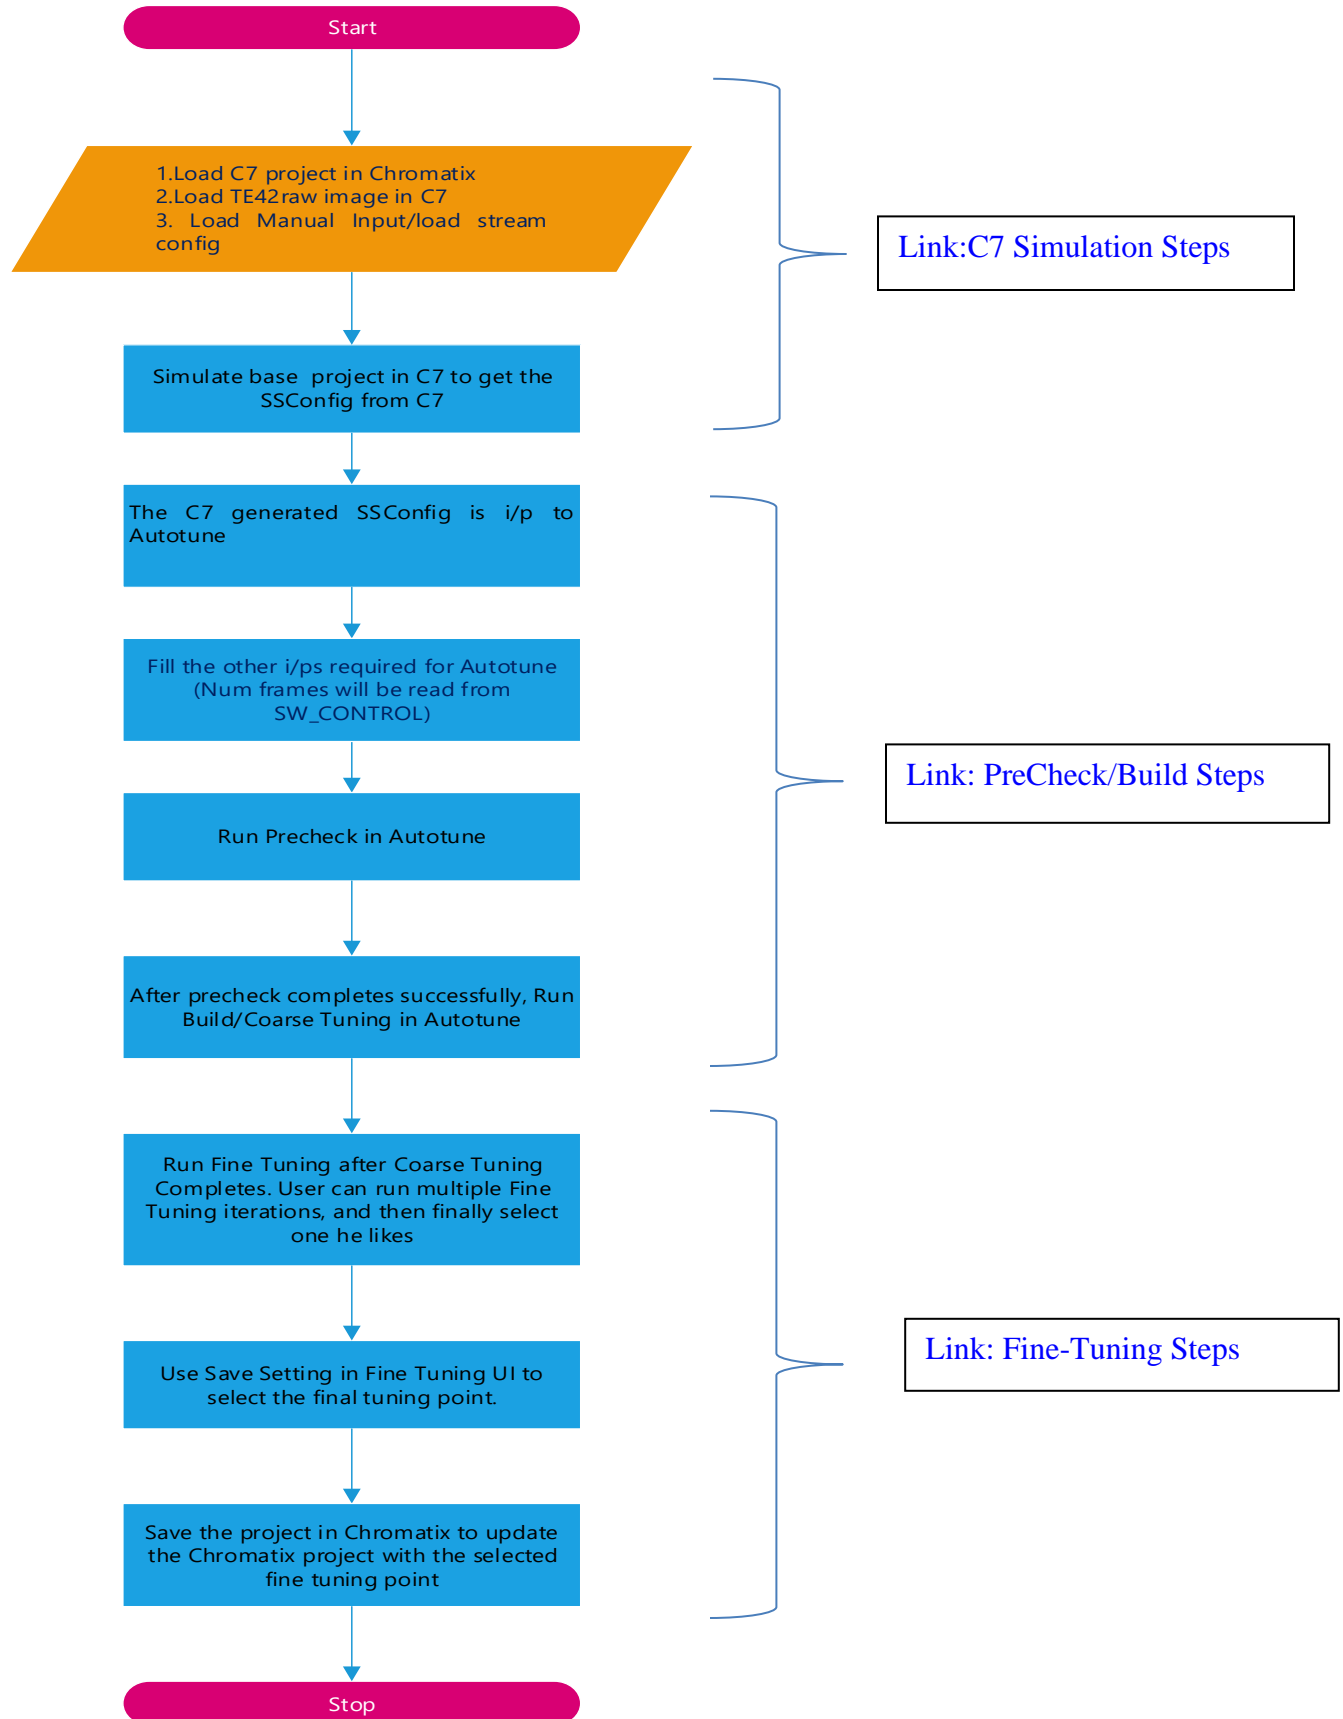 Start
1.Load C7 project in Chromatix
2.Load TE42raw image in C7
3. Load Manual Input/load stream
config
Link:C7 Simulation Steps
Simulate base project in C7 to get the
SSConfig from C7
The C7 generated SSConfig is i/p to
Autotune
Fill the other i/ps required for Autotune
(Num frames will be read from
SW_CONTROL)
Link: PreCheck/Build Steps
Run Precheck in Autotune
After precheck completes successfully, Run
Build/Coarse Tuning in Autotune
Run Fine Tuning after Coarse Tuning
Completes. User can run multiple Fine
Tuning iterations, and then finally select
one he likes
Link: Fine-Tuning Steps
Use Save Setting in Fine Tuning UI to
select the final tuning point.
Save the project in Chromatix to update
the Chromatix project with the selected
fine tuning point
Stop